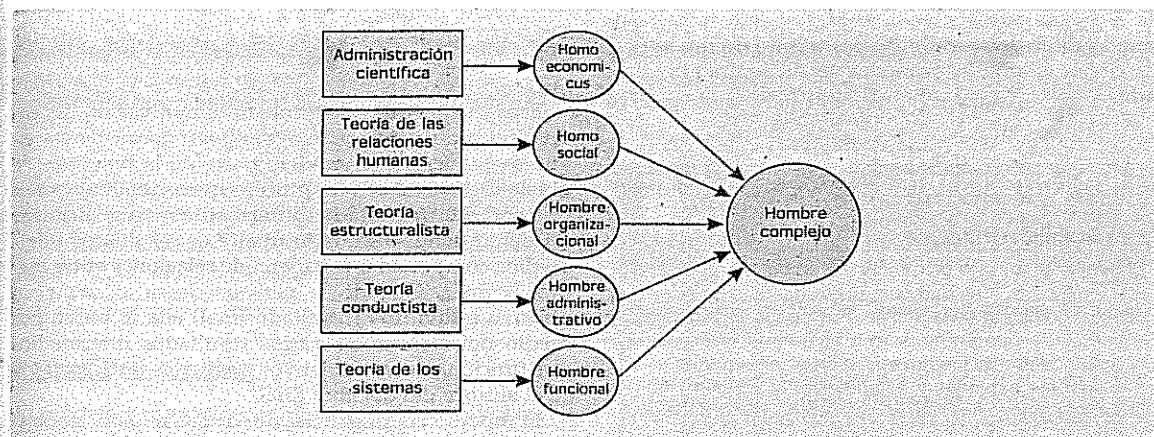 Administración
científica
Homo
economi-
cus
Teoría de las
relaciones
humanas
Homo
social
Teoría
estructuralista
Hombre
organiza-
cional
Hombre
complejo
Teoría
conductista
Hombre
adminis-
trativo
Teoría de los
sistemas
Hombre
funcional